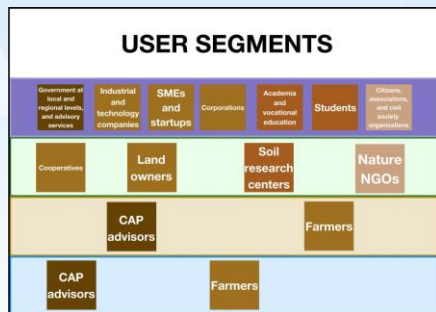 USER SEGMENTS
Government at
local and
regional levels,
and advisory
services
Industrial
and
technology
companies
SMEs
and
startups
Corporations
Academia
and
vocational
education
Students
Citizens,
associations,
and civil
society
organizations
Cooperatives
Land
owners
Soil
research
centers
Nature
NGOs
CAP
advisors
Farmers
CAP
advisors
Farmers